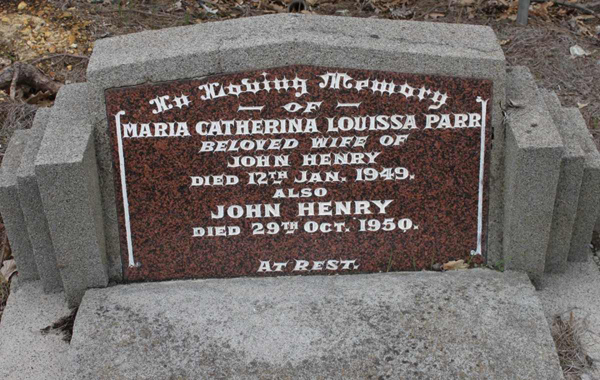 In Loving Memory
OF
MARIA CATHERINA LOUISSA PARR
BELOVED WIFE OF
JOHN HENRY
DIED 12TH JAN. 1949.
ALSO
JOHN HENRY
DIED 29TH OCT. 1950.
AT REST.